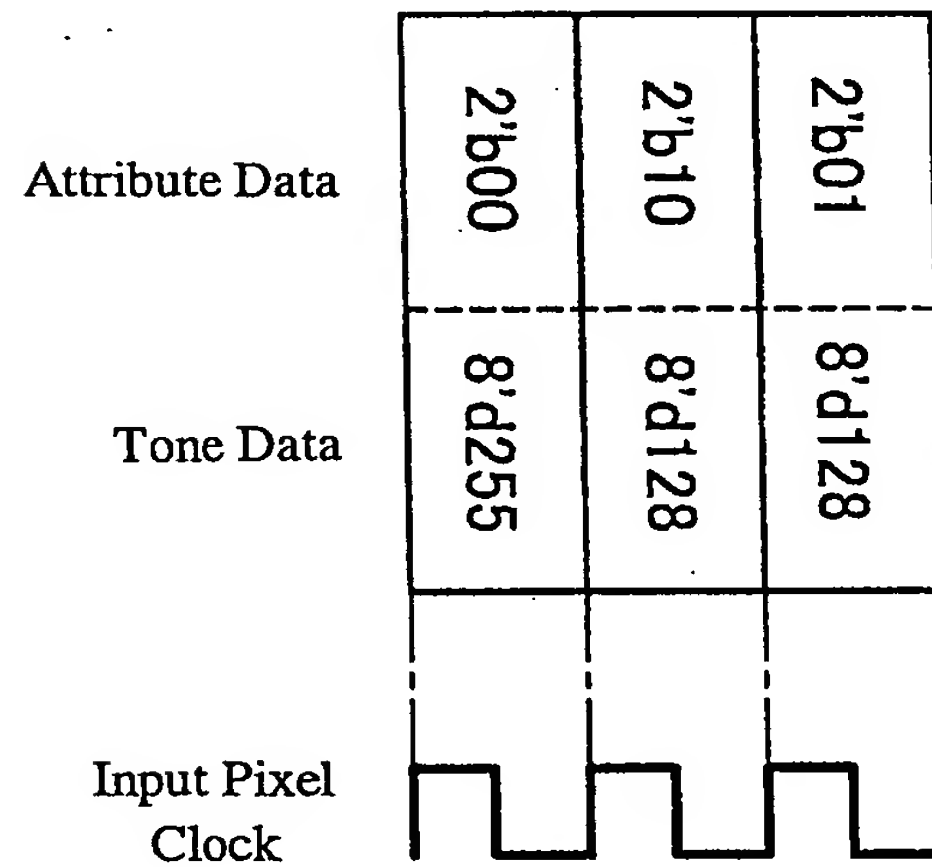 Attribute Data
2'b00
2'b10
2'b01
Tone Data
8'd255
8'd128
8'd128
Input Pixel
Clock